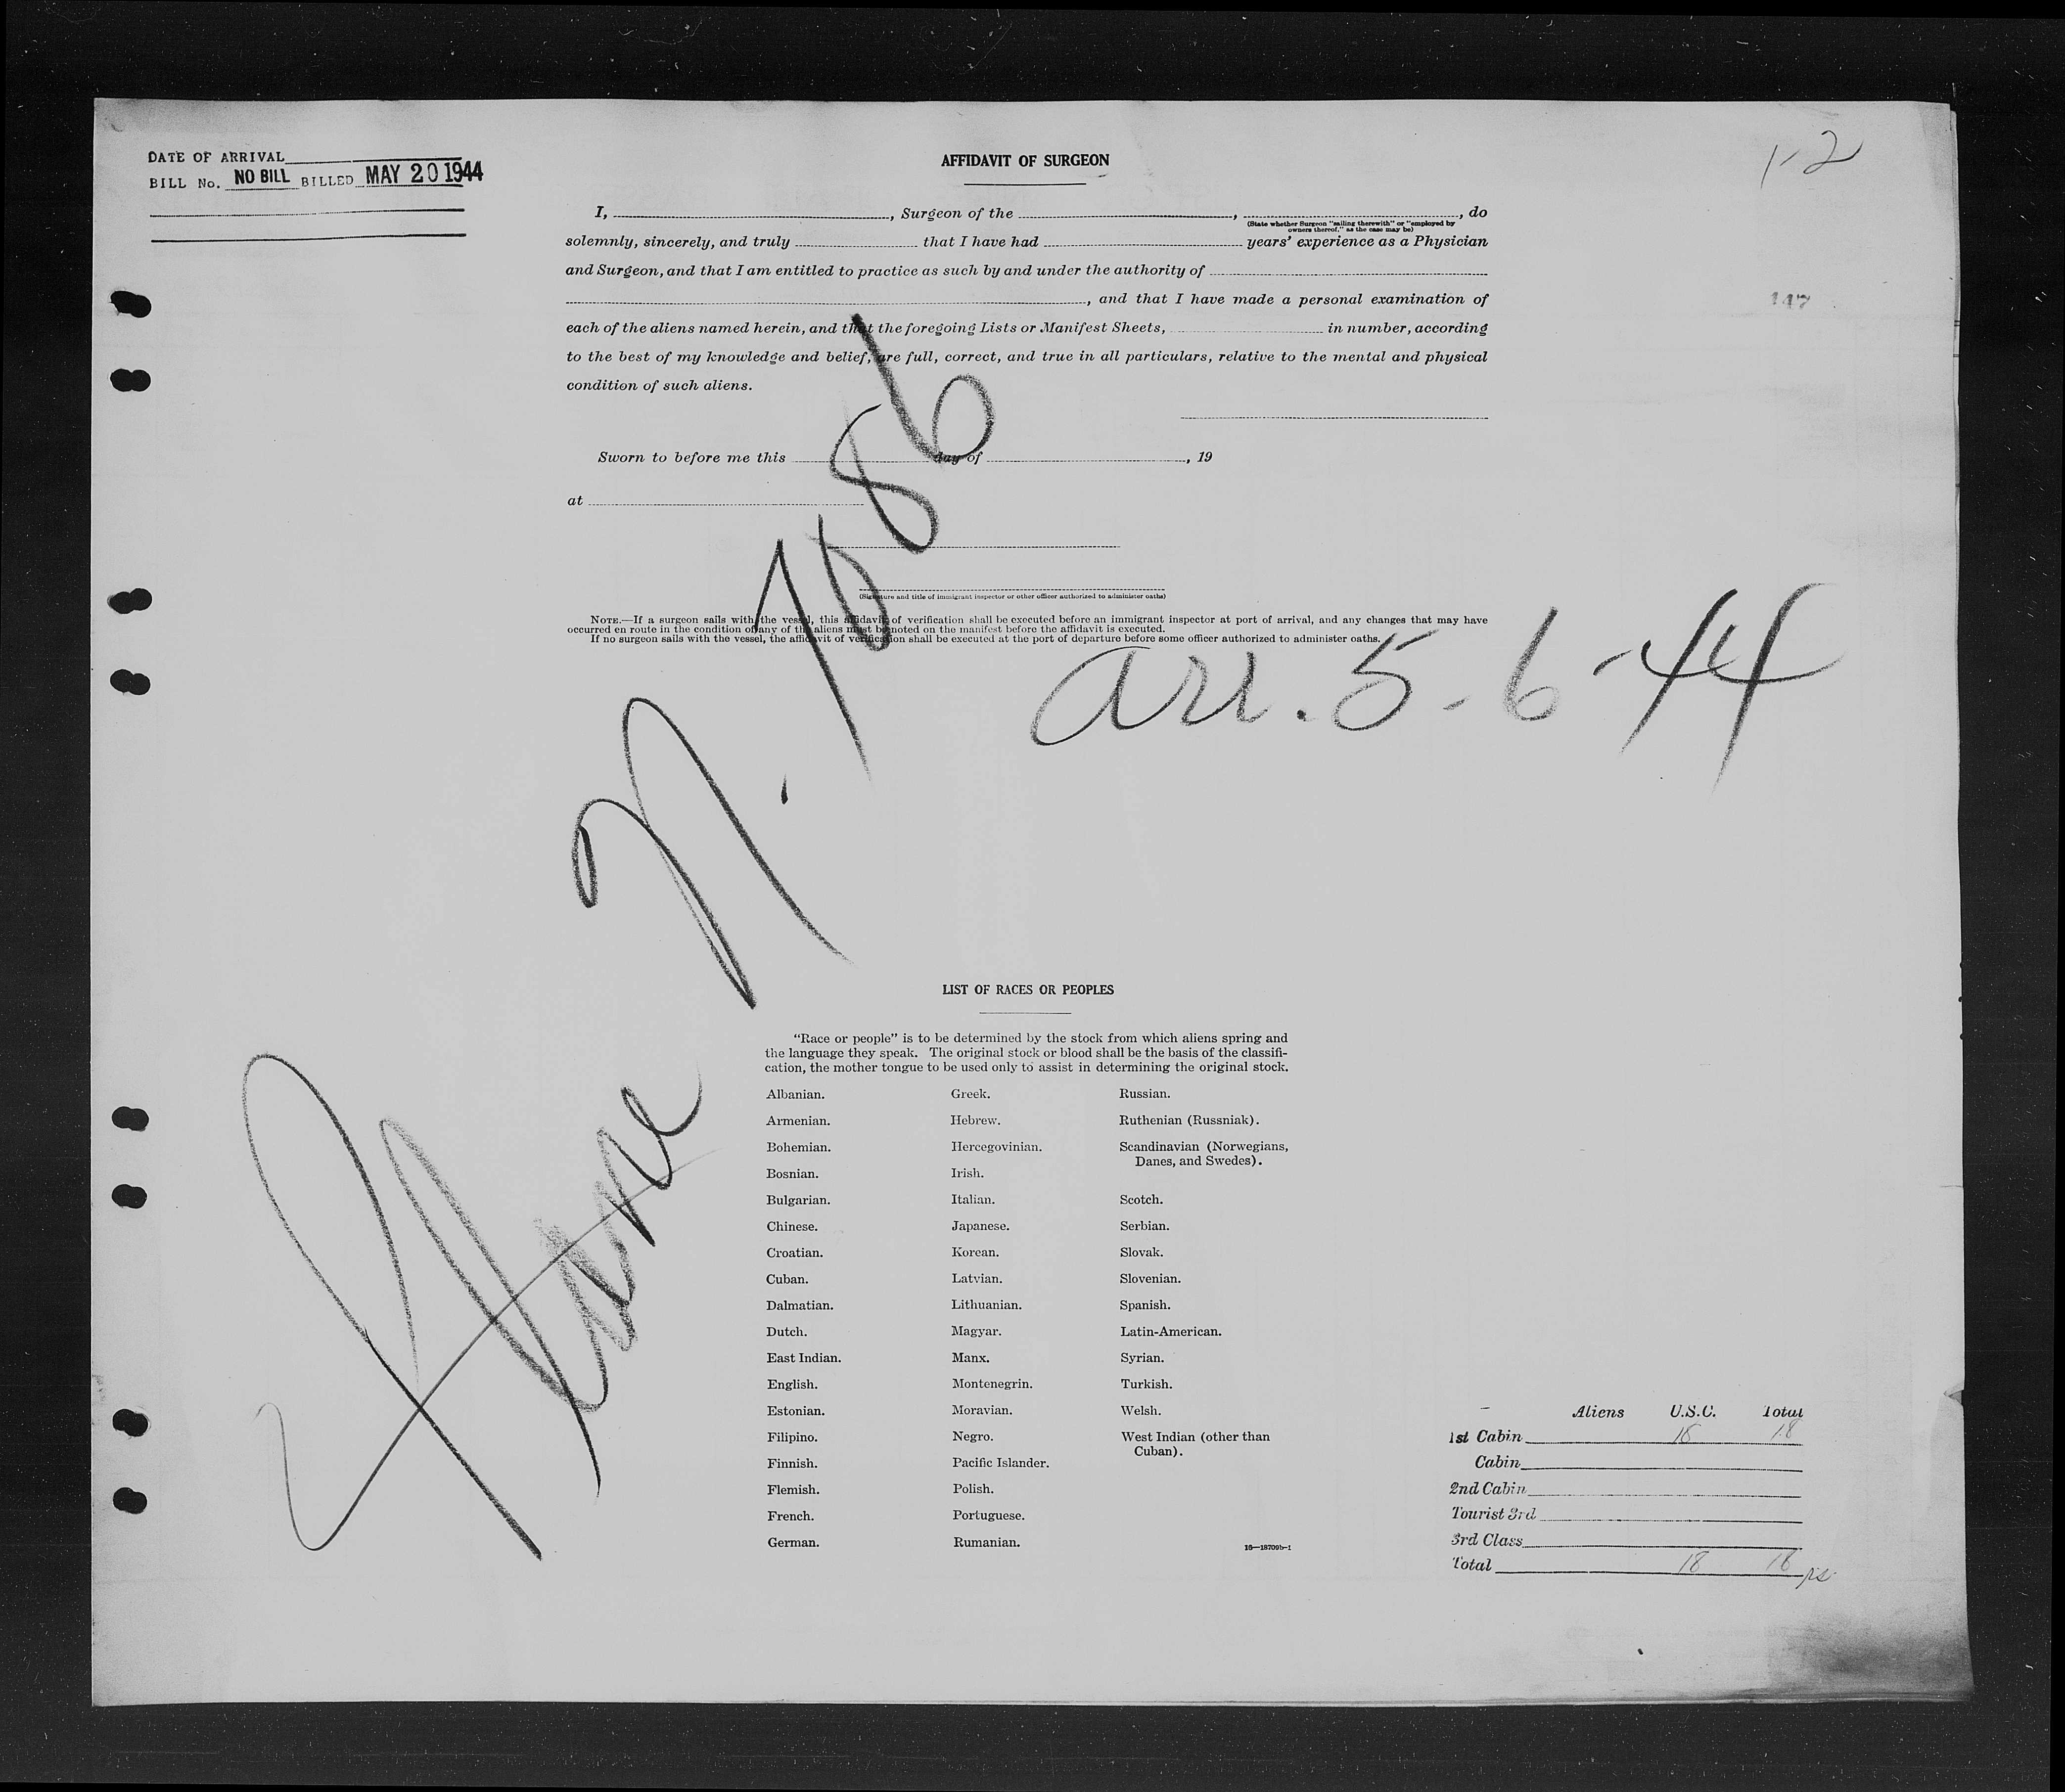 DATE OF ARRIVAL
BILL No. NO BILL BILLED MAY 20 1944
1-2
147
AFFIDAVIT OF SURGEON
I, , Surgeon of the , , do
(State whether Surgeon "sailing therewith" or "employed by
owners thereof," as the case may be)
solemnly, sincerely, and truly that I have had years' experience as a Physician
and Surgeon, and that I am entitled to practice as such by and under the authority of
, and that I have made a personal examination of
each of the aliens named herein, and that the foregoing Lists or Manifest Sheets, in number, according
to the best of my knowledge and belief, are full, correct, and true in all particulars, relative to the mental and physical
condition of such aliens.
Sworn to before me this day of , 19
at
(Signature and title of immigrant inspector or other officer authorized to administer oaths)
NOTE.—If a surgeon sails with the vessel, this affidavit of verification shall be executed before an immigrant inspector at port of arrival, and any changes that may have
occurred en route in the condition of any of the aliens must be noted on the manifest before the affidavit is executed.
If no surgeon sails with the vessel, the affidavit of verification shall be executed at the port of departure before some officer authorized to administer oaths.
Plane N.
arr. 5-6-44
LIST OF RACES OR PEOPLES
"Race or people" is to be determined by the stock from which aliens spring and
the language they speak. The original stock or blood shall be the basis of the classifi-
cation, the mother tongue to be used only to assist in determining the original stock.
Albanian.
Armenian.
Bohemian.
Bosnian.
Bulgarian.
Chinese.
Croatian.
Cuban.
Dalmatian.
Dutch.
East Indian.
English.
Estonian.
Filipino.
Finnish.
Flemish.
French.
German.
Greek.
Hebrew.
Hercegovinian.
Irish.
Italian.
Japanese.
Korean.
Latvian.
Lithuanian.
Magyar.
Manx.
Montenegrin.
Moravian.
Negro.
Pacific Islander.
Polish.
Portuguese.
Rumanian.
Russian.
Ruthenian (Russniak).
Scandinavian (Norwegians,
Danes, and Swedes).
Scotch.
Serbian.
Slovak.
Slovenian.
Spanish.
Latin-American.
Syrian.
Turkish.
Welsh.
West Indian (other than
Cuban).
16—18709b-1
Aliens U.S.C. Total
1st Cabin 18 18
Cabin
2nd Cabin
Tourist 3rd
3rd Class
Total 18 18